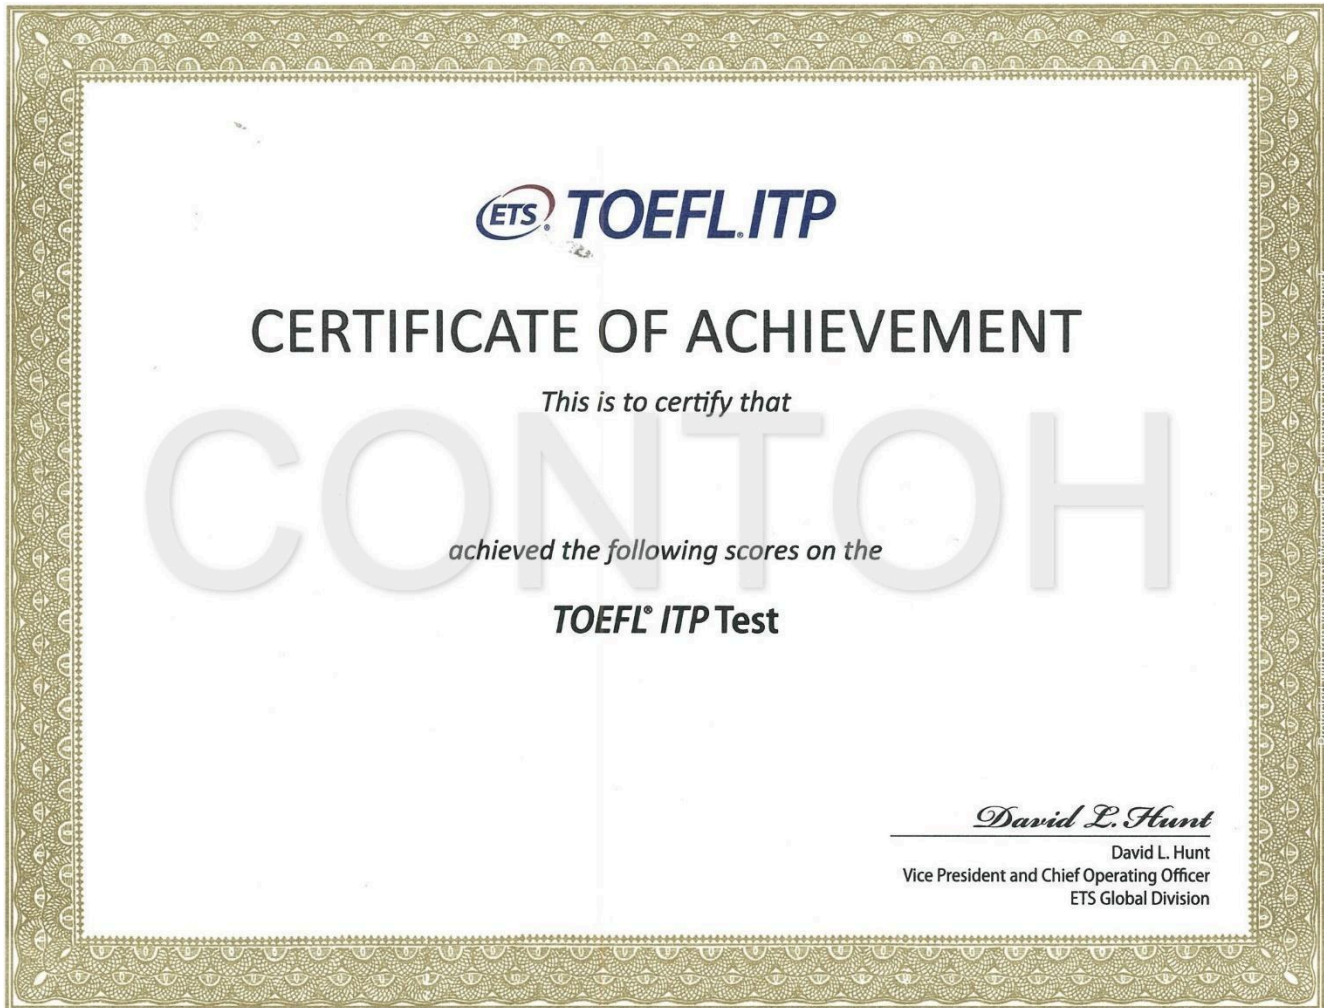 ETS® TOEFL® ITP
CERTIFICATE OF ACHIEVEMENT
This is to certify that
CONTOH
achieved the following scores on the
TOEFL® ITP Test
David L. Hunt
David L. Hunt
Vice President and Chief Operating Officer
ETS Global Division